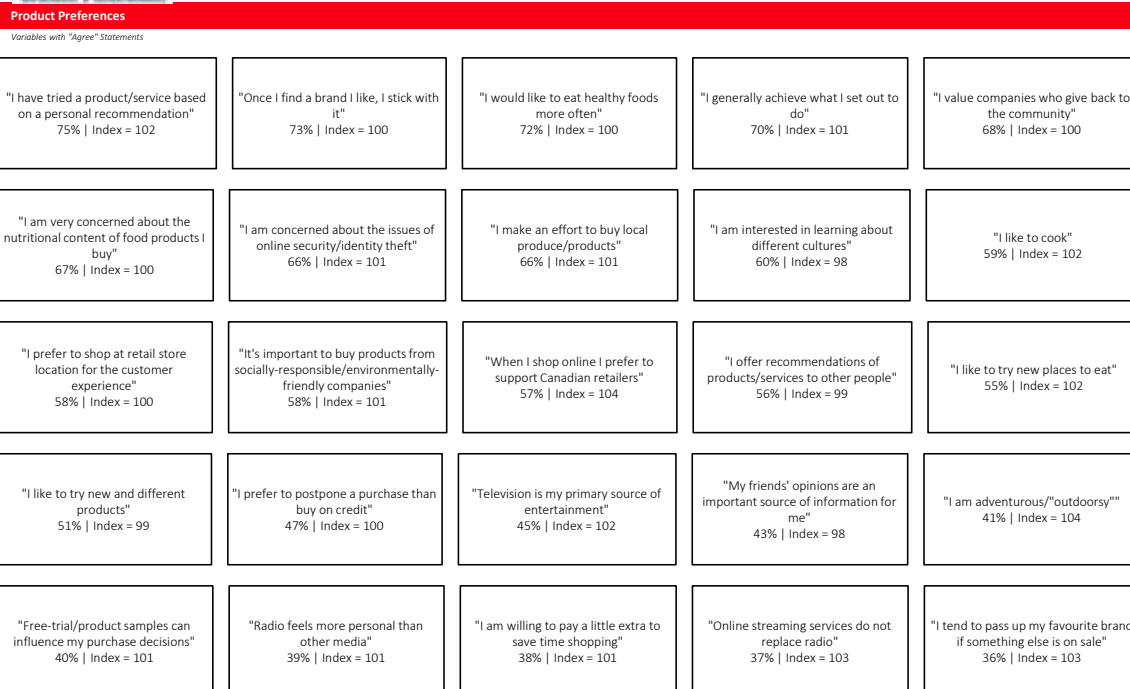 Product Preferences
Variables with "Agree" Statements
"I have tried a product/service based
on a personal recommendation"
75% | Index = 102
"Once I find a brand I like, I stick with
it"
73% | Index = 100
"I would like to eat healthy foods
more often"
72% | Index = 100
"I generally achieve what I set out to
do"
70% | Index = 101
"I value companies who give back to
the community"
68% | Index = 100
"I am very concerned about the
nutritional content of food products I
buy"
67% | Index = 100
"I am concerned about the issues of
online security/identity theft"
66% | Index = 101
"I make an effort to buy local
produce/products"
66% | Index = 101
"I am interested in learning about
different cultures"
60% | Index = 98
"I like to cook"
59% | Index = 102
"I prefer to shop at retail store
location for the customer
experience"
58% | Index = 100
"It's important to buy products from
socially-responsible/environmentally-
friendly companies"
58% | Index = 101
"When I shop online I prefer to
support Canadian retailers"
57% | Index = 104
"I offer recommendations of
products/services to other people"
56% | Index = 99
"I like to try new places to eat"
55% | Index = 102
"I like to try new and different
products"
51% | Index = 99
"I prefer to postpone a purchase than
buy on credit"
47% | Index = 100
"Television is my primary source of
entertainment"
45% | Index = 102
"My friends' opinions are an
important source of information for
me"
43% | Index = 98
"I am adventurous/"outdoorsy""
41% | Index = 104
"Free-trial/product samples can
influence my purchase decisions"
40% | Index = 101
"Radio feels more personal than
other media"
39% | Index = 101
"I am willing to pay a little extra to
save time shopping"
38% | Index = 101
"Online streaming services do not
replace radio"
37% | Index = 103
"I tend to pass up my favourite brand
if something else is on sale"
36% | Index = 103